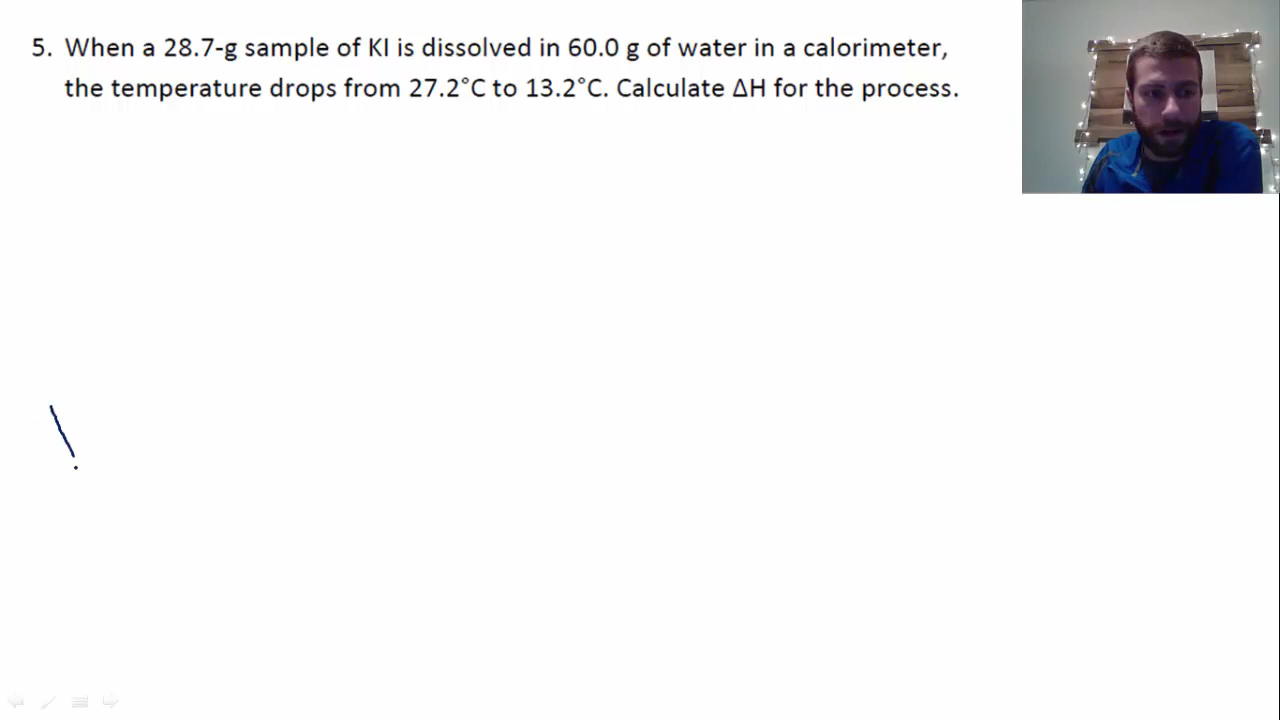 5. When a 28.7-g sample of KI is dissolved in 60.0 g of water in a calorimeter,
the temperature drops from 27.2°C to 13.2°C. Calculate ΔH for the process.